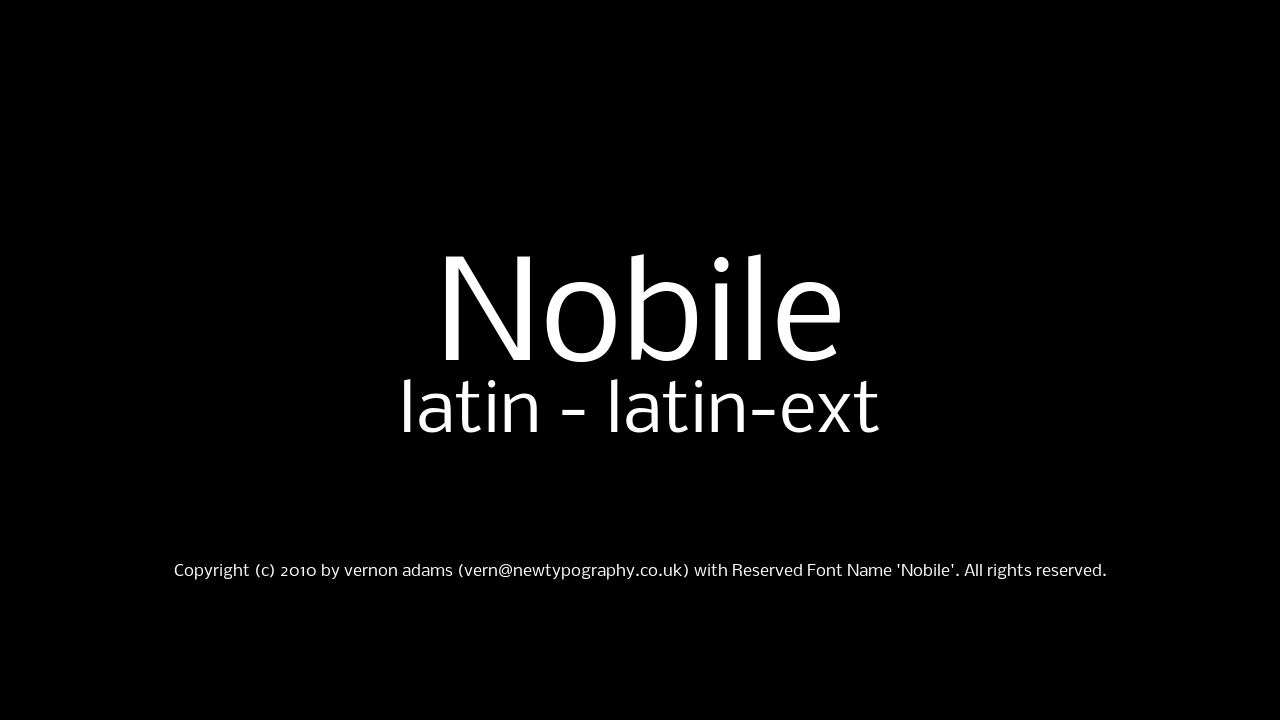 Nobile
latin - latin-ext
Copyright (c) 2010 by vernon adams (vern@newtypography.co.uk) with Reserved Font Name 'Nobile'. All rights reserved.